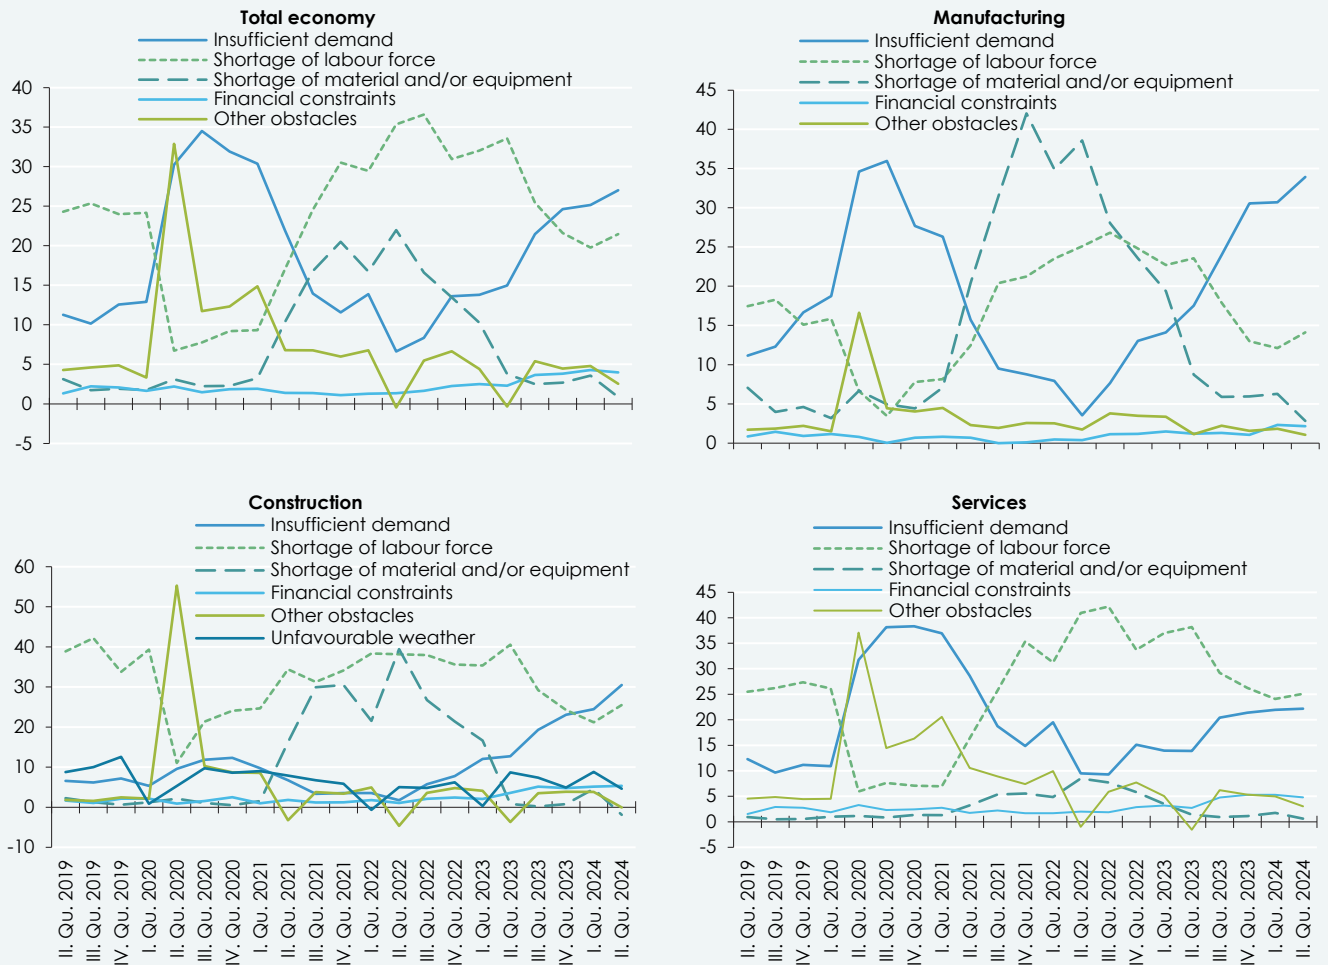 Total economy
Insufficient demand
Shortage of labour force
Shortage of material and/or equipment
Financial constraints
Other obstacles
40
35
30
25
20
15
10
5
0
-5
Manufacturing
Insufficient demand
Shortage of labour force
Shortage of material and/or equipment
Financial constraints
Other obstacles
45
40
35
30
25
20
15
10
5
0
Construction
Insufficient demand
Shortage of labour force
Shortage of material and/or equipment
Financial constraints
Other obstacles
Unfavourable weather
60
50
40
30
20
10
0
-10
II. Qu. 2019
III. Qu. 2019
IV. Qu. 2019
I. Qu. 2020
II. Qu. 2020
III. Qu. 2020
IV. Qu. 2020
I. Qu. 2021
II. Qu. 2021
III. Qu. 2021
IV. Qu. 2021
I. Qu. 2022
II. Qu. 2022
III. Qu. 2022
IV. Qu. 2022
I. Qu. 2023
II. Qu. 2023
III. Qu. 2023
IV. Qu. 2023
I. Qu. 2024
II. Qu. 2024
Services
Insufficient demand
Shortage of labour force
Shortage of material and/or equipment
Financial constraints
Other obstacles
45
40
35
30
25
20
15
10
5
0
-5
II. Qu. 2019
III. Qu. 2019
IV. Qu. 2019
I. Qu. 2020
II. Qu. 2020
III. Qu. 2020
IV. Qu. 2020
I. Qu. 2021
II. Qu. 2021
III. Qu. 2021
IV. Qu. 2021
I. Qu. 2022
II. Qu. 2022
III. Qu. 2022
IV. Qu. 2022
I. Qu. 2023
II. Qu. 2023
III. Qu. 2023
IV. Qu. 2023
I. Qu. 2024
II. Qu. 2024